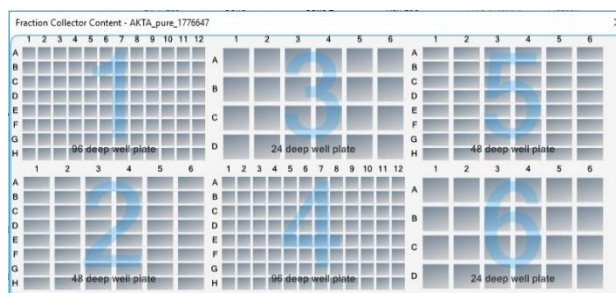 Fraction Collector Content - AKTA_pure_1776647
1 2 3 4 5 6 7 8 9 10 11 12
A
B
C
D
E
F
G
H
1
96 deep well plate
1 2 3 4 5 6
A
B
C
D
3
24 deep well plate
1 2 3 4 5 6
A
B
C
D
E
F
G
H
5
48 deep well plate
1 2 3 4 5 6
A
B
C
D
E
F
G
H
2
48 deep well plate
1 2 3 4 5 6 7 8 9 10 11 12
A
B
C
D
E
F
G
H
4
96 deep well plate
1 2 3 4 5 6
A
B
C
D
6
24 deep well plate